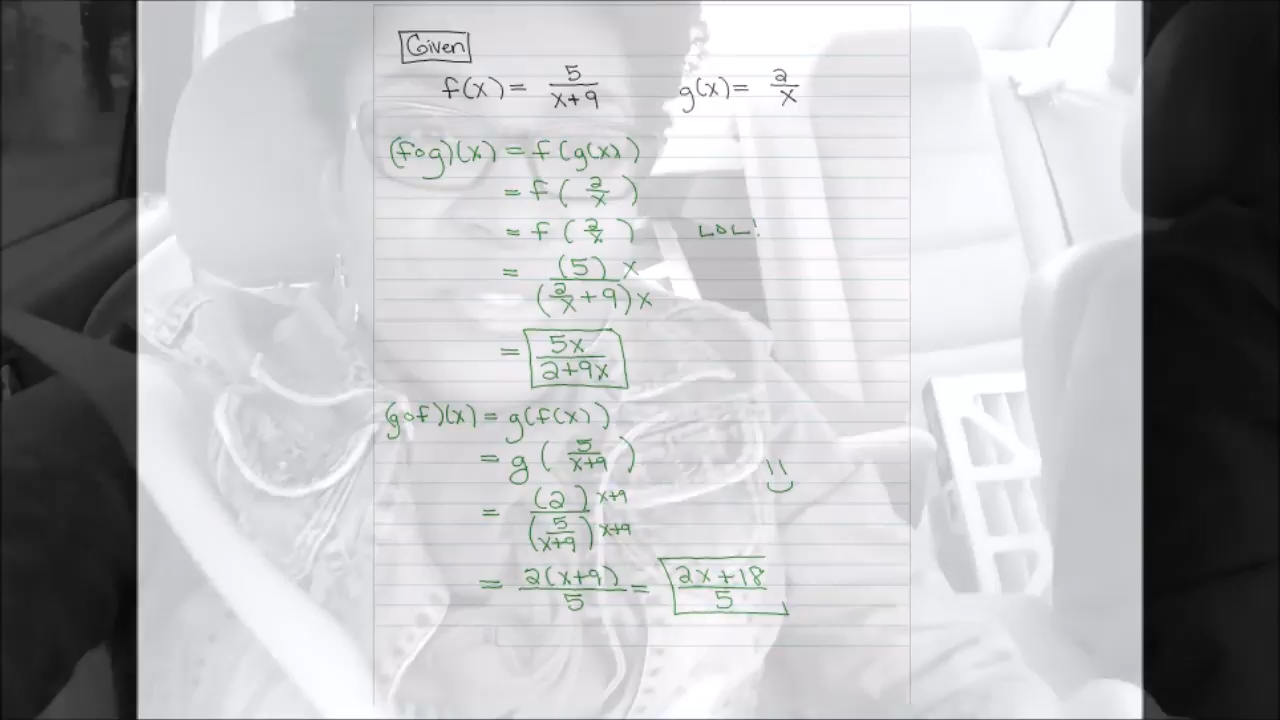 Given
f(x) = 5/(x+9) g(x) = 2/x
(f∘g)(x) = f(g(x))
= f(2/x)
= f(2/x) LOL!
= (5)x/(2/x + 9)x
= 5x/(2+9x)
(g∘f)(x) = g(f(x))
= g(5/(x+9))
= (2)x+9/(5/(x+9))x+9
= 2(x+9)/5 = (2x+18)/5